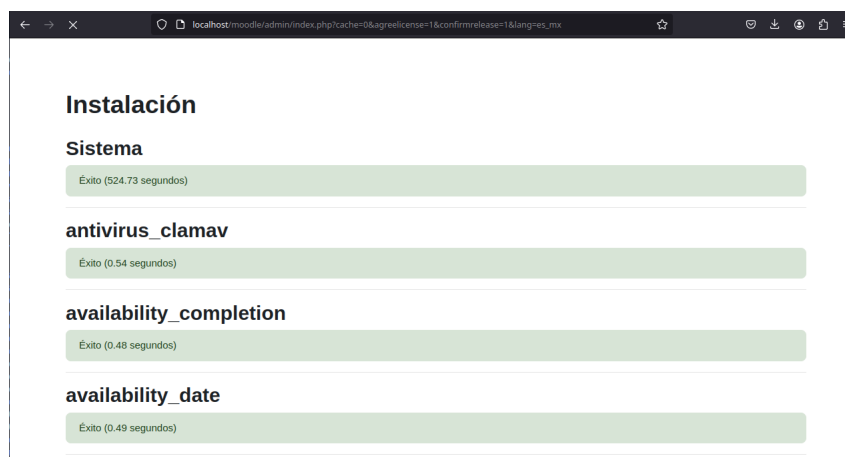 localhost/moodle/admin/index.php?cache=0&agreelicense=1&confirmrelease=1&lang=es_mx
Instalación
Sistema
Éxito (524.73 segundos)
antivirus_clamav
Éxito (0.54 segundos)
availability_completion
Éxito (0.48 segundos)
availability_date
Éxito (0.49 segundos)